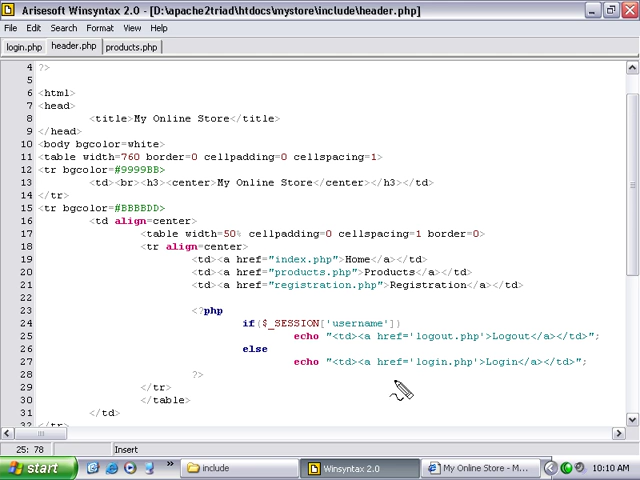 Arisesoft Winsyntax 2.0 - [D:\apache2triad\htdocs\mystore\include\header.php]
File Edit Search Format View Help
login.php header.php products.php
4 ?>
5
6 <html>
7 <head>
8 <title>My Online Store</title>
9 </head>
10 <body bgcolor=white>
11 <table width=760 border=0 cellpadding=0 cellspacing=1>
12 <tr bgcolor=#9999BB>
13 <td><br><h3><center>My Online Store</center></h3></td>
14 </tr>
15 <tr bgcolor=#BBBBDD>
16 <td align=center>
17 <table width=50% cellpadding=0 cellspacing=1 border=0>
18 <tr align=center>
19 <td><a href="index.php">Home</a></td>
20 <td><a href="products.php">Products</a></td>
21 <td><a href="registration.php">Registration</a></td>
22
23 <?php
24 if($_SESSION['username'])
25 echo "<td><a href='logout.php'>Logout</a></td>";
26 else
27 echo "<td><a href='login.php'>Login</a></td>";
28 ?>
29 </tr>
30 </table>
31 </td>
32 </tr>
25: 78 Insert
start » include Winsyntax 2.0 My Online Store - M... 10:10 AM